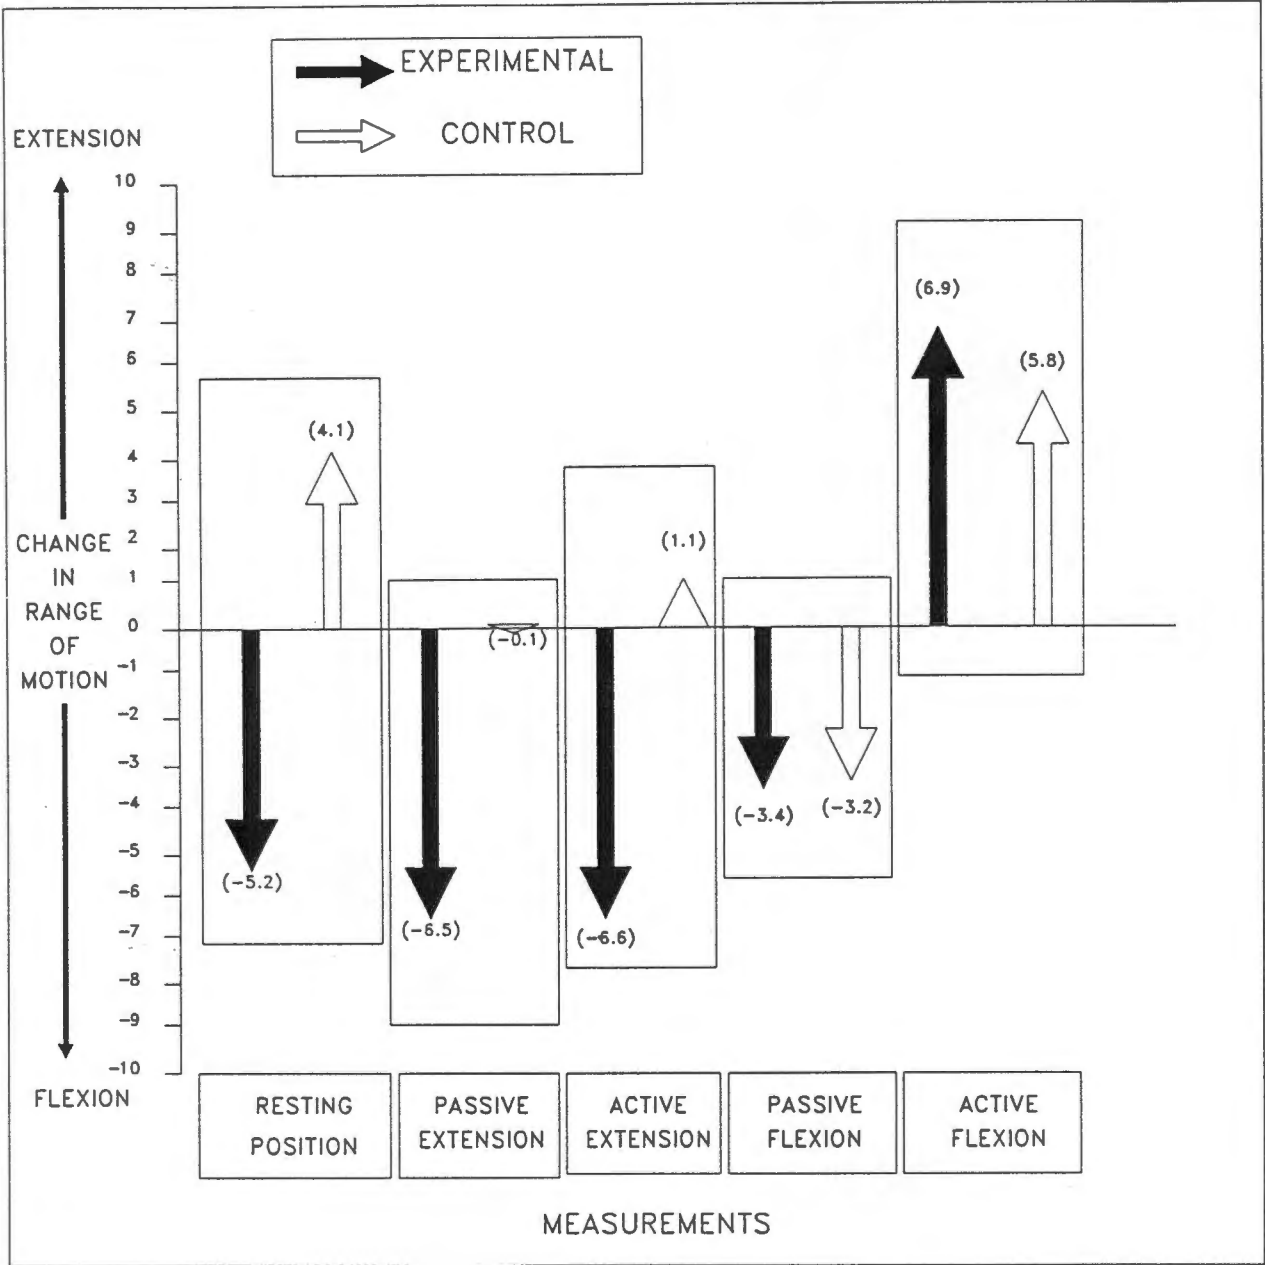 EXPERIMENTAL
CONTROL
EXTENSION
10
9
8
7
6
5
4
3
2
1
0
-1
-2
-3
-4
-5
-6
-7
-8
-9
-10
CHANGE
IN
RANGE
OF
MOTION
FLEXION
(-5.2)
(4.1)
(-6.5)
(-0.1)
(-6.6)
(1.1)
(-3.4)
(-3.2)
(6.9)
(5.8)
RESTING
POSITION
PASSIVE
EXTENSION
ACTIVE
EXTENSION
PASSIVE
FLEXION
ACTIVE
FLEXION
MEASUREMENTS